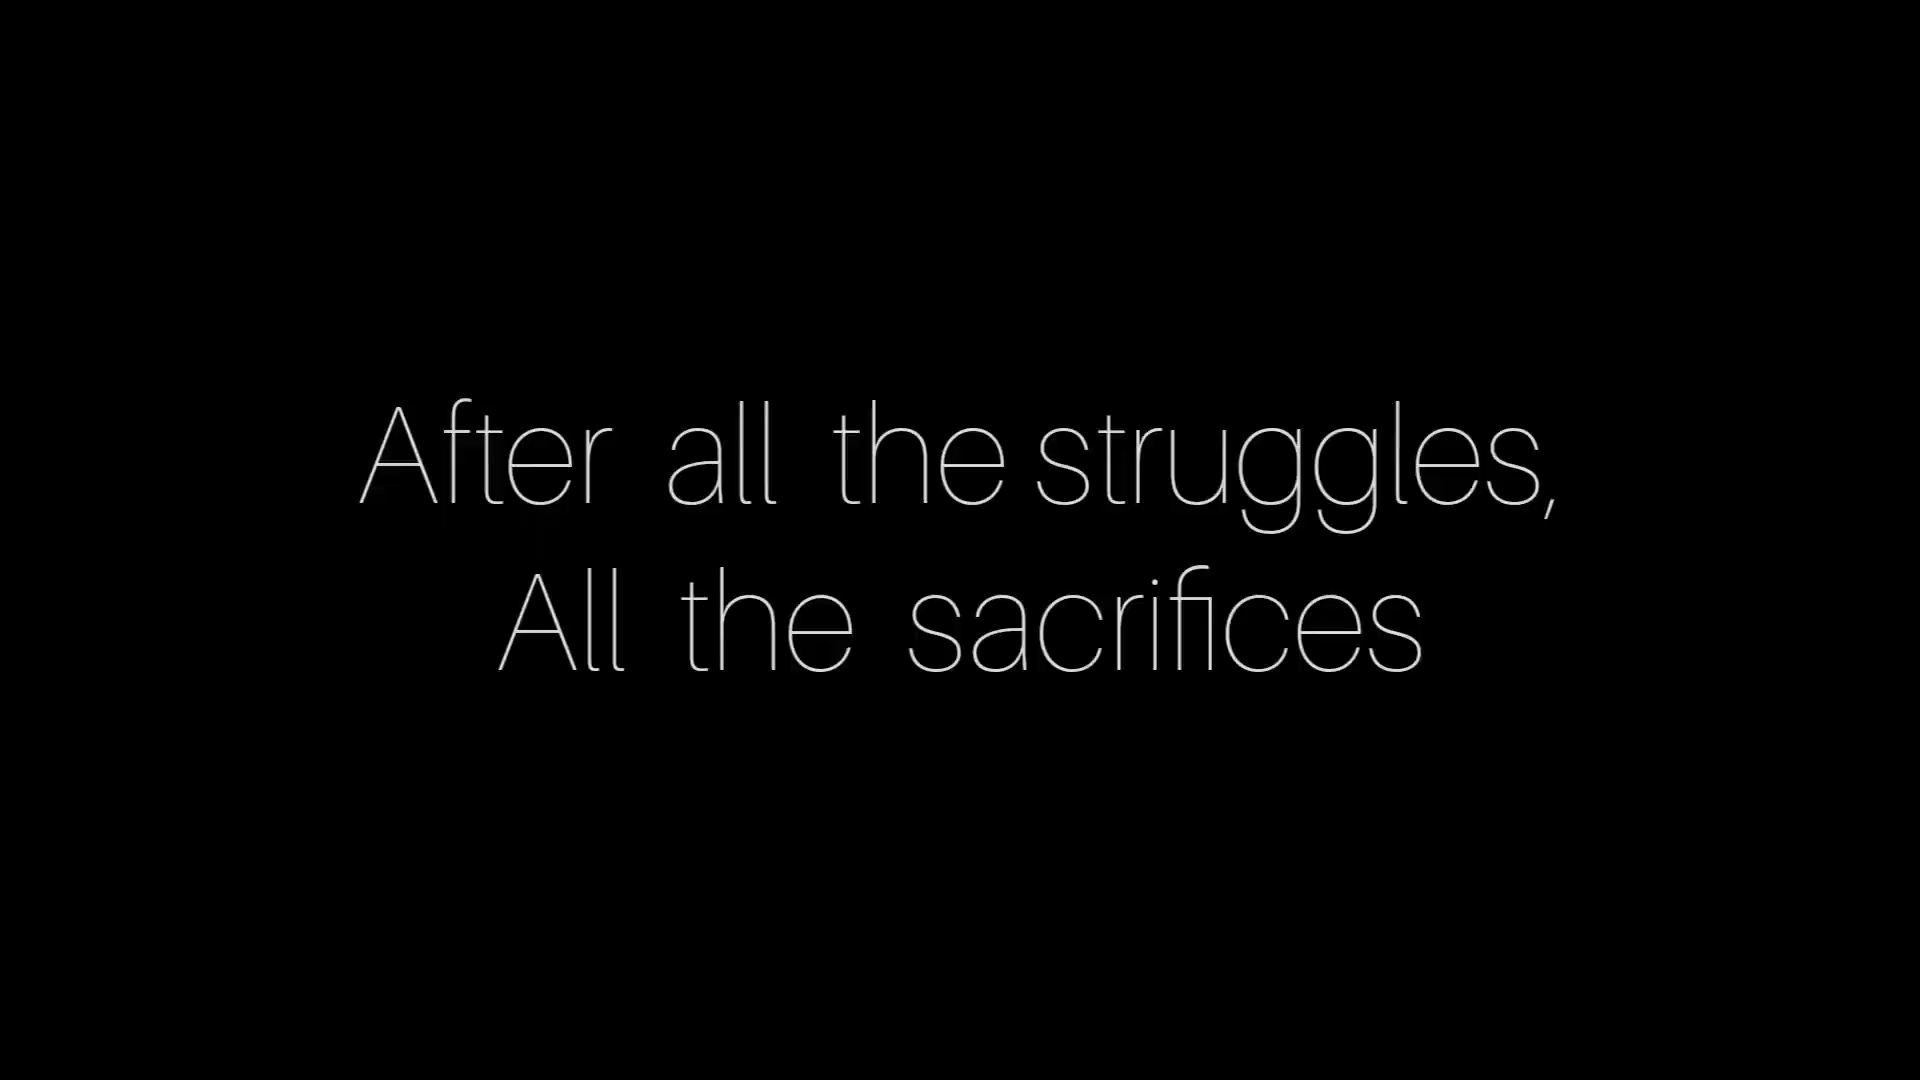 After all the struggles,
All the sacrifices